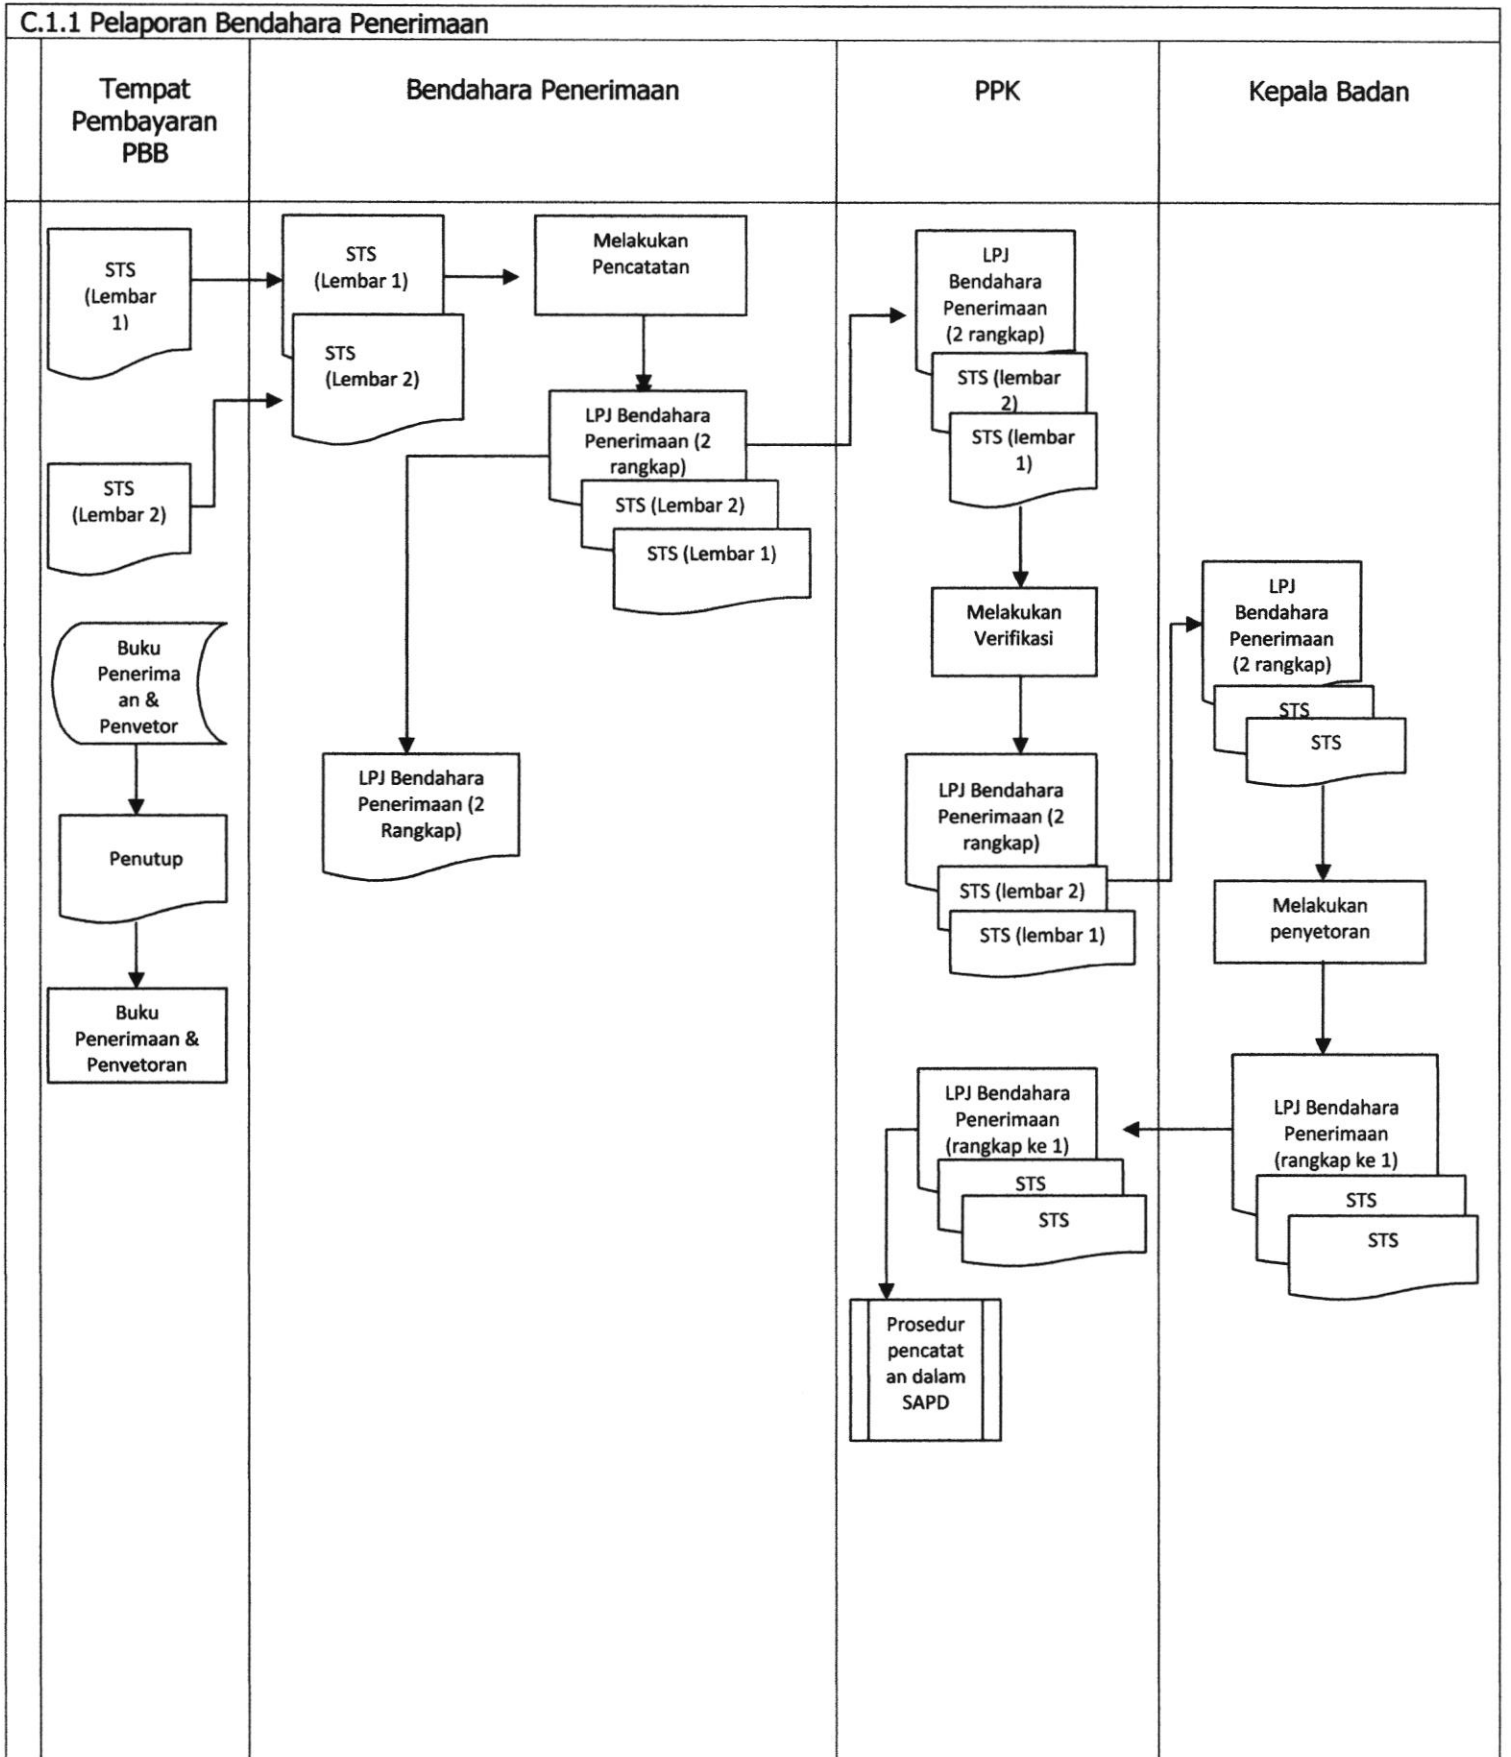 C.1.1 Pelaporan Bendahara Penerimaan
Tempat
Pembayaran
PBB
Bendahara Penerimaan
PPK
Kepala Badan
STS
(Lembar
1)
STS
(Lembar 2)
Buku
Penerima
an &
Penyetor
Penutup
Buku
Penerimaan &
Penyetoran
STS
(Lembar 1)
STS
(Lembar 2)
Melakukan
Pencatatan
LPJ Bendahara
Penerimaan (2
rangkap)
STS (Lembar 2)
STS (Lembar 1)
LPJ Bendahara
Penerimaan (2
Rangkap)
LPJ
Bendahara
Penerimaan
(2 rangkap)
STS (lembar
2)
STS (lembar
1)
Melakukan
Verifikasi
LPJ Bendahara
Penerimaan (2
rangkap)
STS (lembar 2)
STS (lembar 1)
LPJ Bendahara
Penerimaan
(rangkap ke 1)
STS
STS
Prosedur
pencatat
an dalam
SAPD
LPJ
Bendahara
Penerimaan
(2 rangkap)
STS
STS
Melakukan
penyetoran
LPJ Bendahara
Penerimaan
(rangkap ke 1)
STS
STS